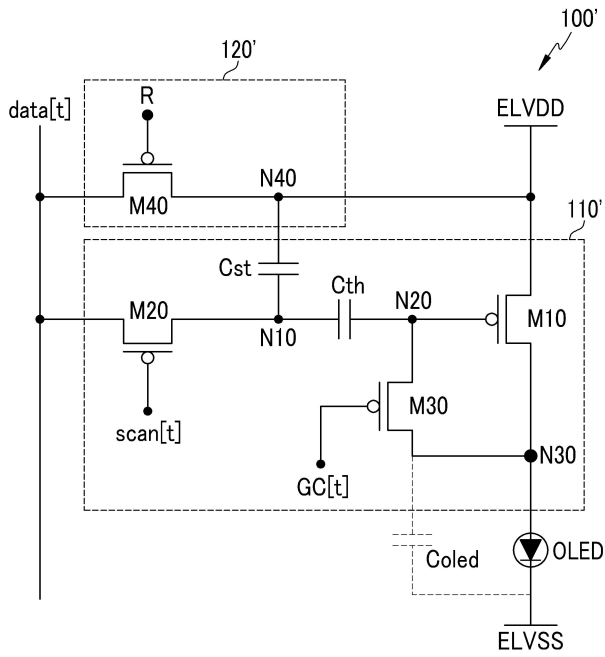 100'
120'
data[t]
R
ELVDD
M40
N40
110'
Cst
Cth
M20
N10
N20
M10
M30
scan[t]
GC[t]
N30
Coled
OLED
ELVSS